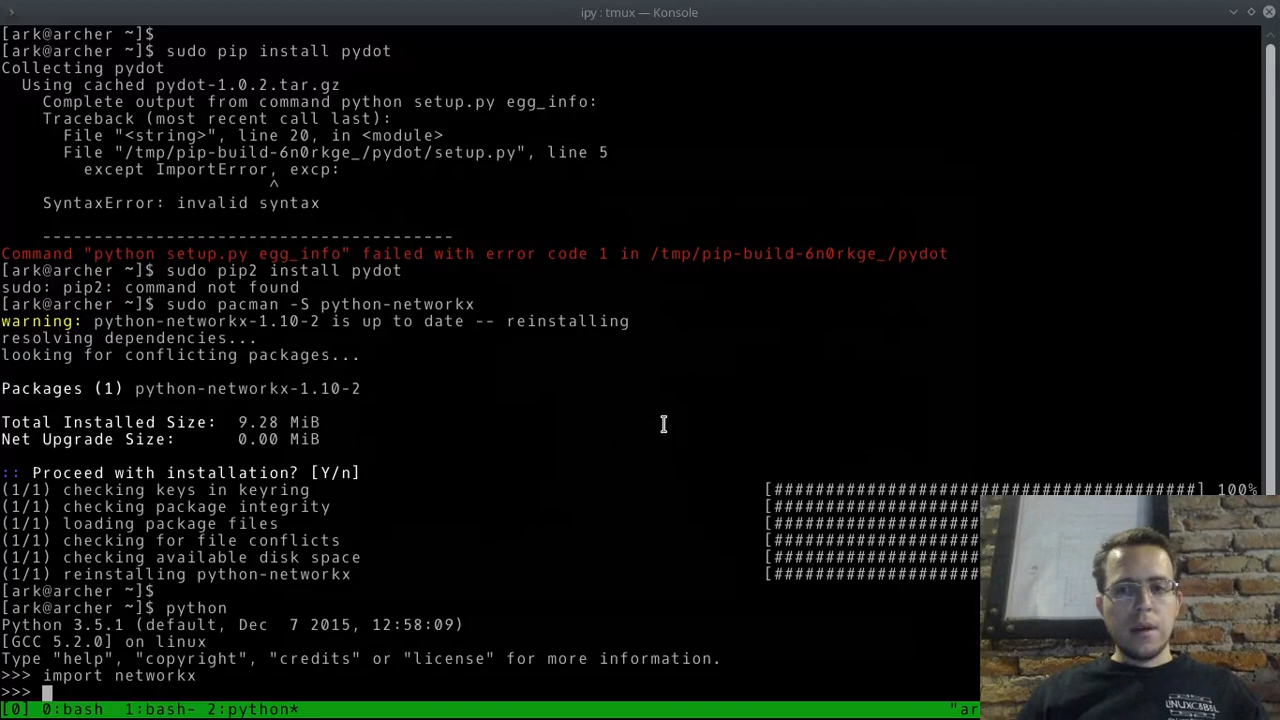 ipy : tmux — Konsole
[ark@archer ~]$
[ark@archer ~]$ sudo pip install pydot
Collecting pydot
  Using cached pydot-1.0.2.tar.gz
    Complete output from command python setup.py egg_info:
    Traceback (most recent call last):
      File "<string>", line 20, in <module>
      File "/tmp/pip-build-6n0rkge_/pydot/setup.py", line 5
        except ImportError, excp:
                          ^
    SyntaxError: invalid syntax
    ----------------------------------------
Command "python setup.py egg_info" failed with error code 1 in /tmp/pip-build-6n0rkge_/pydot
[ark@archer ~]$ sudo pip2 install pydot
sudo: pip2: command not found
[ark@archer ~]$ sudo pacman -S python-networkx
warning: python-networkx-1.10-2 is up to date -- reinstalling
resolving dependencies...
looking for conflicting packages...
Packages (1) python-networkx-1.10-2
Total Installed Size:  9.28 MiB
Net Upgrade Size:      0.00 MiB
:: Proceed with installation? [Y/n]
(1/1) checking keys in keyring [#########################################] 100%
(1/1) checking package integrity [#####################
(1/1) loading package files [#####################
(1/1) checking for file conflicts [#####################
(1/1) checking available disk space [#####################
(1/1) reinstalling python-networkx [#####################
[ark@archer ~]$
[ark@archer ~]$ python
Python 3.5.1 (default, Dec  7 2015, 12:58:09)
[GCC 5.2.0] on linux
Type "help", "copyright", "credits" or "license" for more information.
>>> import networkx
>>>
[0] 0:bash  1:bash- 2:python* "ar